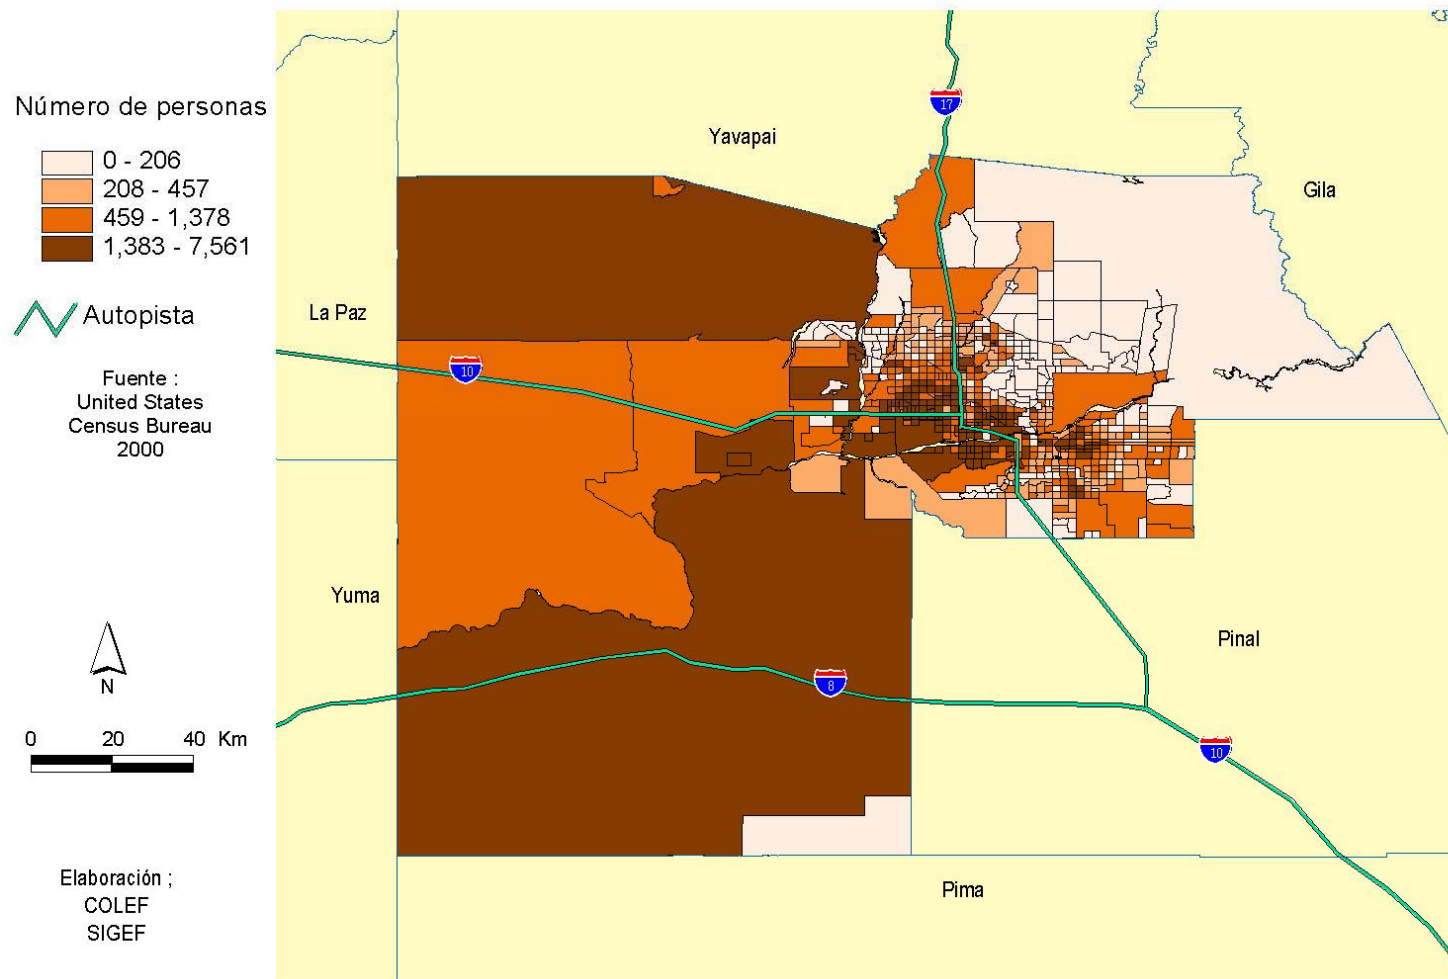 Número de personas
0 - 206
208 - 457
459 - 1,378
1,383 - 7,561
Autopista
Fuente :
United States
Census Bureau
2000
N
0 20 40 Km
Elaboración ;
COLEF
SIGEF
17
Yavapai
Gila
La Paz
10
Yuma
Pinal
8
10
Pima